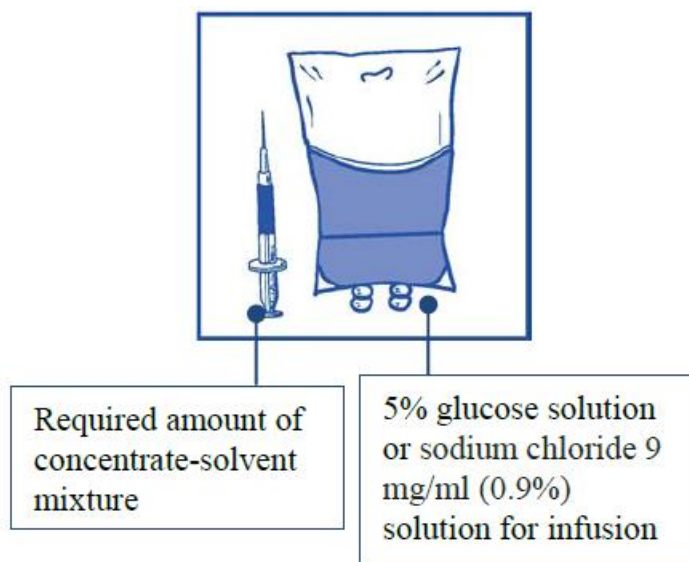 Required amount of
concentrate-solvent
mixture
5% glucose solution
or sodium chloride 9
mg/ml (0.9%)
solution for infusion